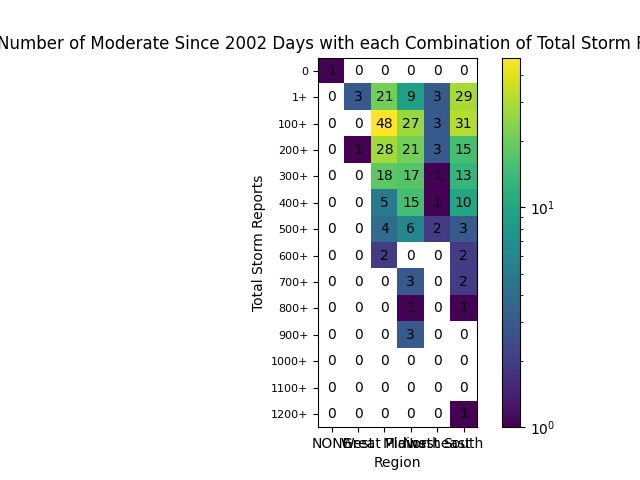 Number of Moderate Since 2002 Days with each Combination of Total Storm
0 1 0 0 0 0 0
1+ 0 3 21 9 3 29
100+ 0 0 48 27 3 31
200+ 0 1 28 21 3 15
300+ 0 0 18 17 1 13
400+ 0 0 5 15 1 10
500+ 0 0 4 6 2 3
600+ 0 0 2 0 0 2
700+ 0 0 0 3 0 2
800+ 0 0 0 1 0 1
900+ 0 0 0 3 0 0
1000+ 0 0 0 0 0 0
1100+ 0 0 0 0 0 0
1200+ 0 0 0 0 0 1
South
Region
Total Storm Reports
10¹
10⁰